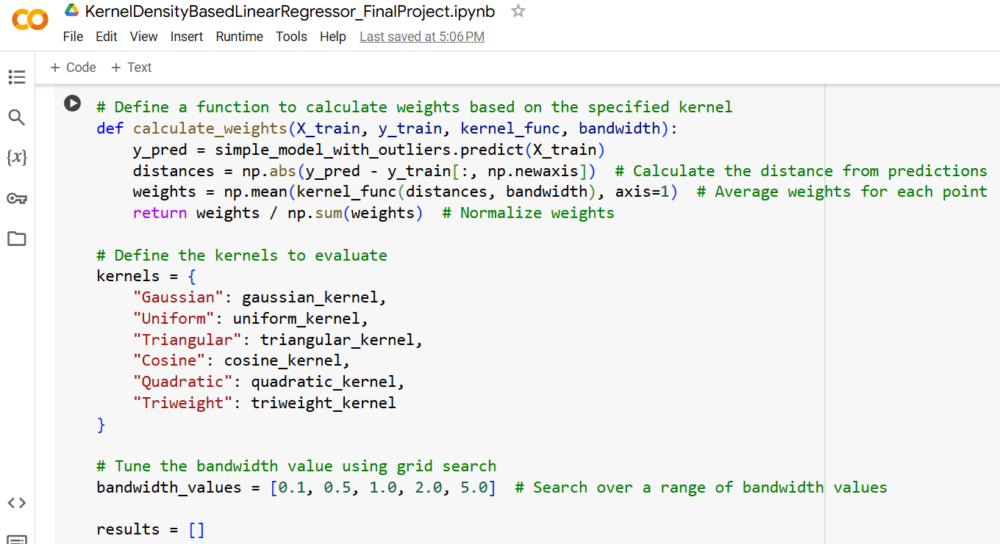 KernelDensityBasedLinearRegressor_FinalProject.ipynb
File Edit View Insert Runtime Tools Help Last saved at 5:06 PM
+ Code + Text
# Define a function to calculate weights based on the specified kernel
def calculate_weights(X_train, y_train, kernel_func, bandwidth):
    y_pred = simple_model_with_outliers.predict(X_train)
    distances = np.abs(y_pred - y_train[:, np.newaxis])  # Calculate the distance from predictions
    weights = np.mean(kernel_func(distances, bandwidth), axis=1)  # Average weights for each point
    return weights / np.sum(weights)  # Normalize weights
# Define the kernels to evaluate
kernels = {
    "Gaussian": gaussian_kernel,
    "Uniform": uniform_kernel,
    "Triangular": triangular_kernel,
    "Cosine": cosine_kernel,
    "Quadratic": quadratic_kernel,
    "Triweight": triweight_kernel
}
# Tune the bandwidth value using grid search
bandwidth_values = [0.1, 0.5, 1.0, 2.0, 5.0]  # Search over a range of bandwidth values
results = []